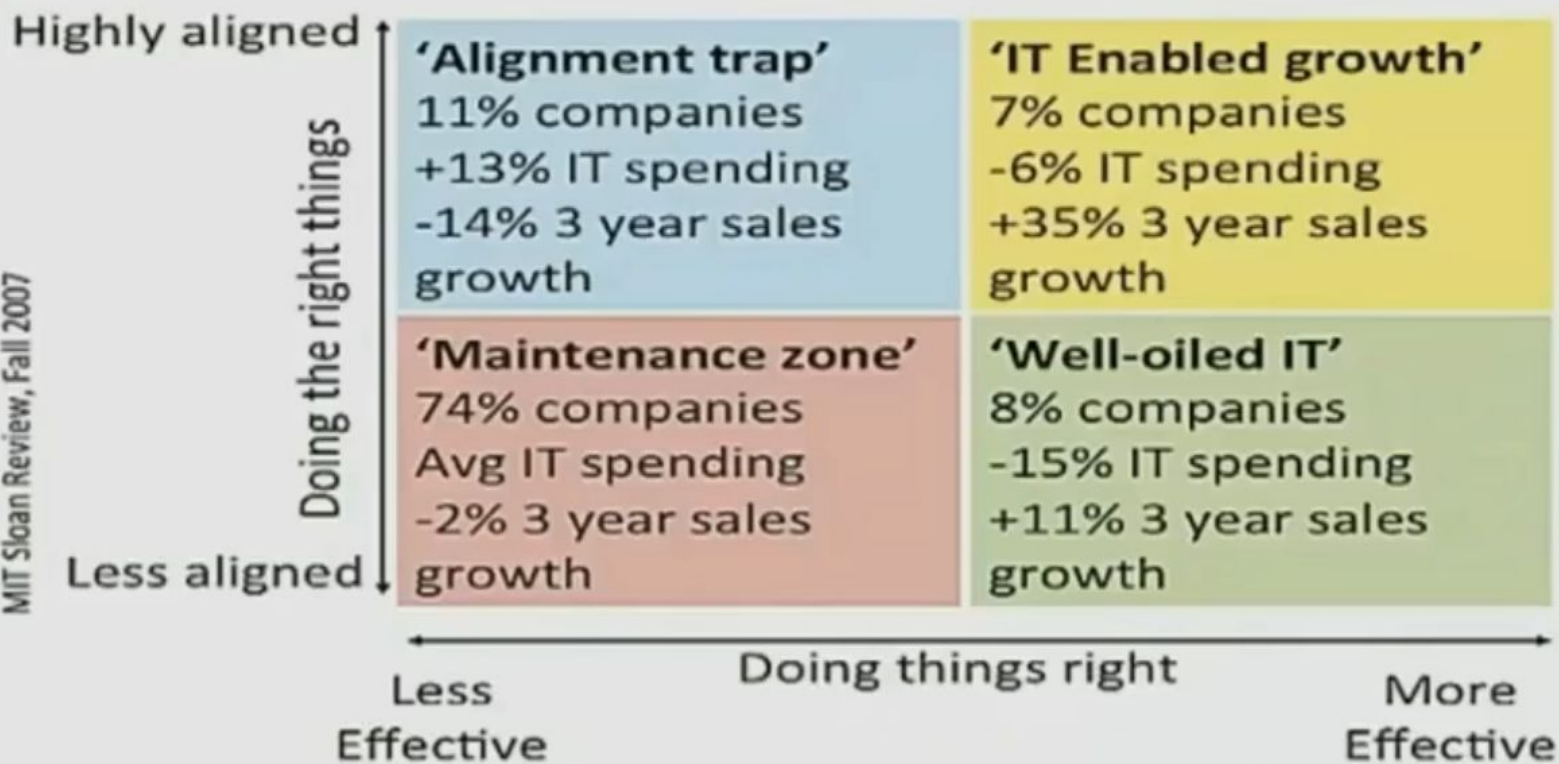 Highly aligned
Doing the right things
Less aligned
MIT Sloan Review, Fall 2007
‘Alignment trap’
11% companies
+13% IT spending
-14% 3 year sales
growth
‘IT Enabled growth’
7% companies
-6% IT spending
+35% 3 year sales
growth
‘Maintenance zone’
74% companies
Avg IT spending
-2% 3 year sales
growth
‘Well-oiled IT’
8% companies
-15% IT spending
+11% 3 year sales
growth
Doing things right
Less
Effective
More
Effective